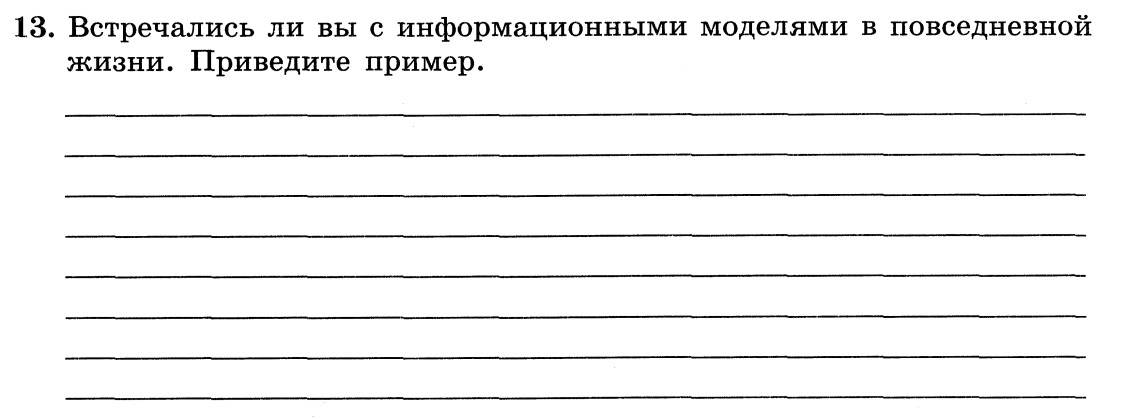 13. Встречались ли вы с информационными моделями в повседневной
жизни. Приведите пример.